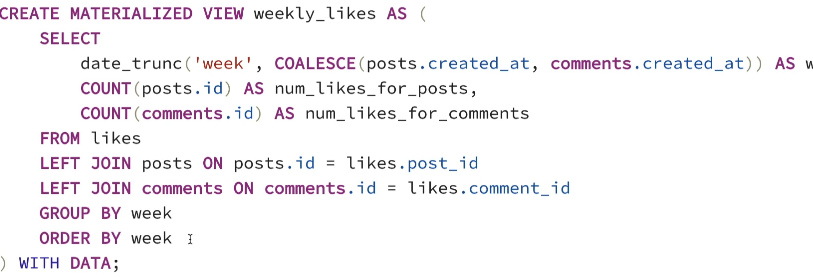 CREATE MATERIALIZED VIEW weekly_likes AS (
SELECT
date_trunc('week', COALESCE(posts.created_at, comments.created_at)) AS w
COUNT(posts.id) AS num_likes_for_posts,
COUNT(comments.id) AS num_likes_for_comments
FROM likes
LEFT JOIN posts ON posts.id = likes.post_id
LEFT JOIN comments ON comments.id = likes.comment_id
GROUP BY week
ORDER BY week
) WITH DATA;